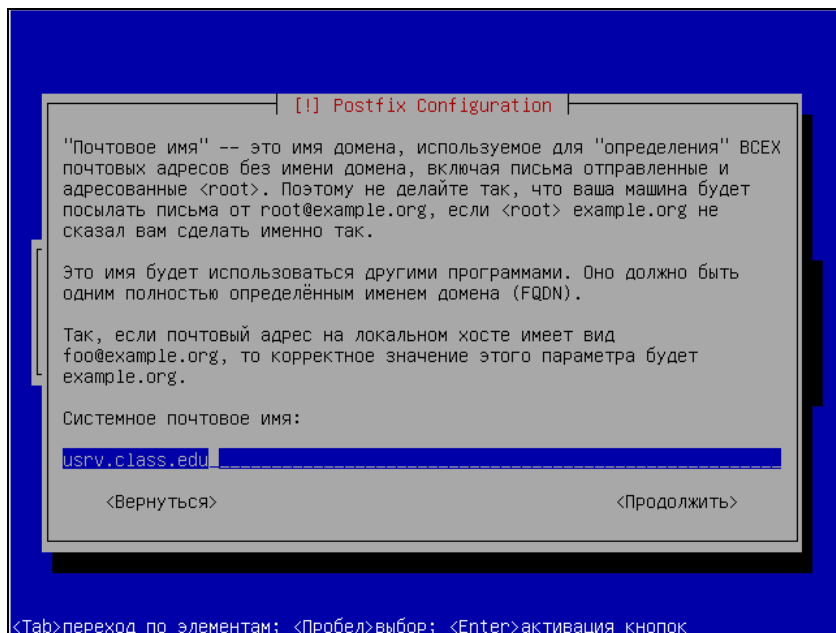 [!] Postfix Configuration
"Почтовое имя" -- это имя домена, используемое для "определения" ВСЕХ
почтовых адресов без имени домена, включая письма отправленные и
адресованные <root>. Поэтому не делайте так, что ваша машина будет
посылать письма от root@example.org, если <root> example.org не
сказал вам сделать именно так.
Это имя будет использоваться другими программами. Оно должно быть
одним полностью определённым именем домена (FQDN).
Так, если почтовый адрес на локальном хосте имеет вид
foo@example.org, то корректное значение этого параметра будет
example.org.
Системное почтовое имя:
usrv.class.edu
<Вернуться> <Продолжить>
<Tab>переход по элементам; <Пробел>выбор; <Enter>активация кнопок